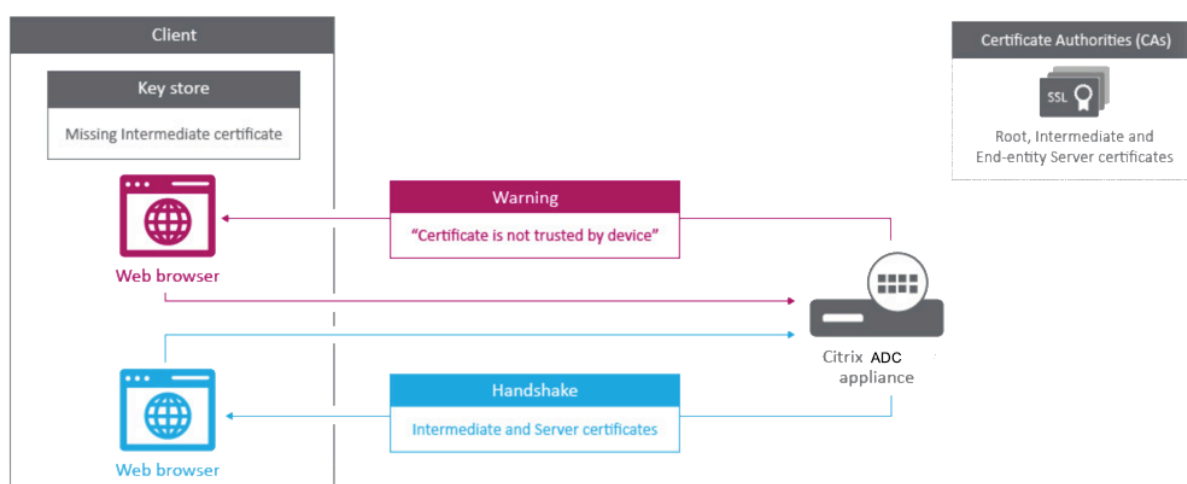 Client
Key store
Missing Intermediate certificate
Web browser
Warning
“Certificate is not trusted by device”
Certificate Authorities (CAs)
SSL
Root, Intermediate and
End-entity Server certificates
Citrix ADC
appliance
Handshake
Intermediate and Server certificates
Web browser